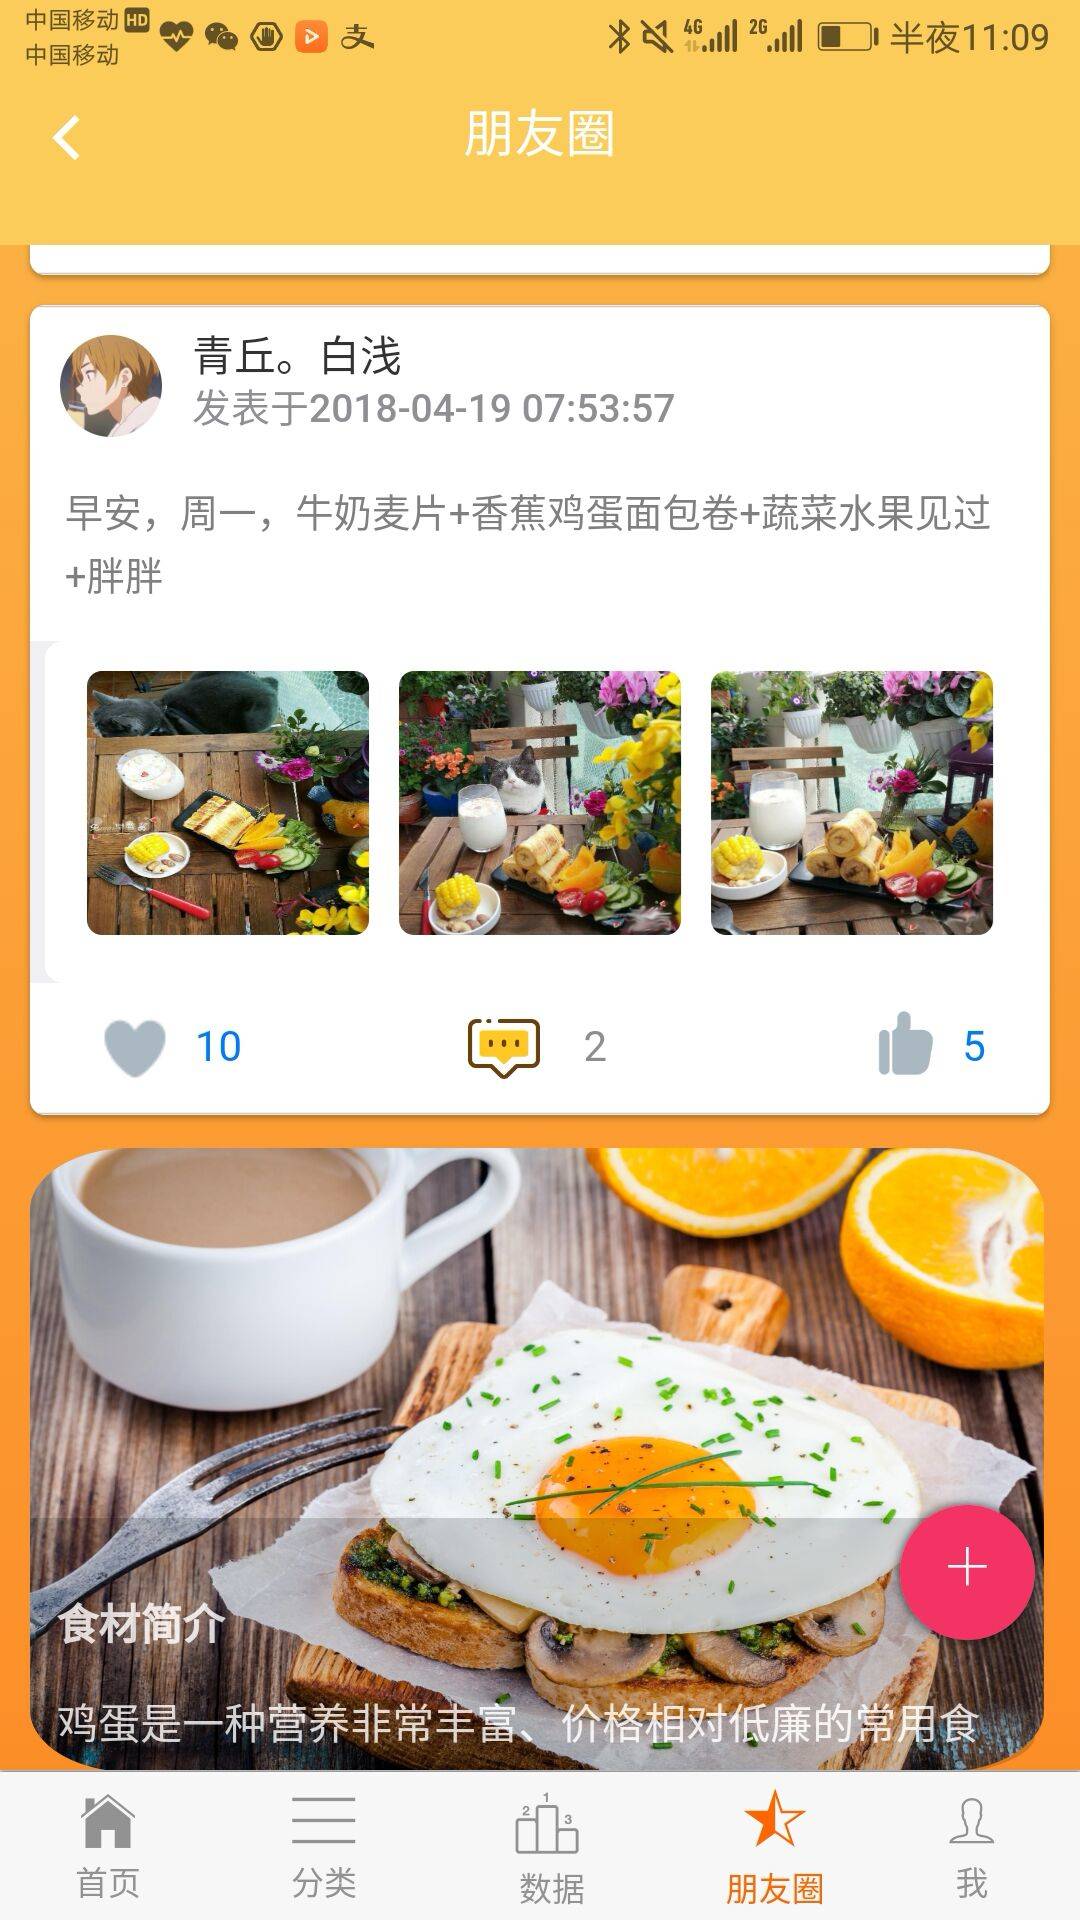 中国移动 HD
中国移动
4G 2G 半夜11:09
朋友圈
青丘。白浅
发表于2018-04-19 07:53:57
早安，周一，牛奶麦片+香蕉鸡蛋面包卷+蔬菜水果见过
+胖胖
10 2 5
食材简介
鸡蛋是一种营养非常丰富、价格相对低廉的常用食
首页 分类 数据 朋友圈 我